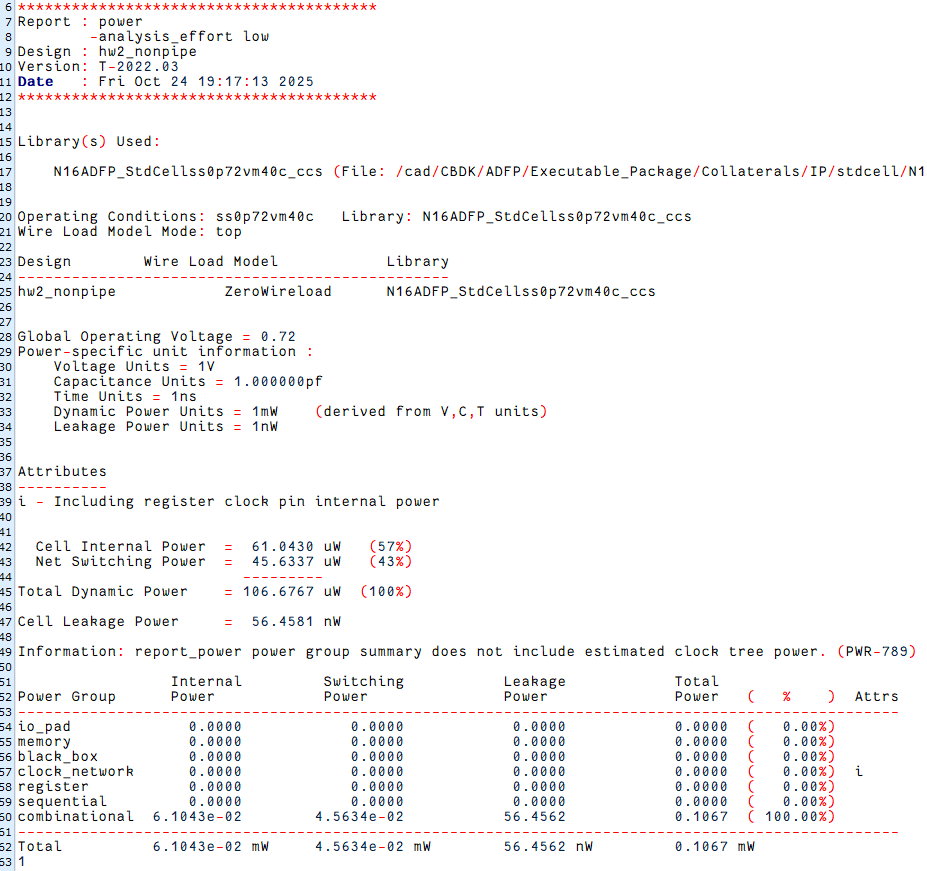 6 ****************************************
7 Report : power
8         -analysis_effort low
9 Design : hw2_nonpipe
10 Version: T-2022.03
11 Date   : Fri Oct 24 19:17:13 2025
12 ****************************************
13
14
15 Library(s) Used:
16
17     N16ADFP_StdCellss0p72vm40c_ccs (File: /cad/CBDK/ADFP/Executable_Package/Collaterals/IP/stdcell/N1
18
19
20 Operating Conditions: ss0p72vm40c   Library: N16ADFP_StdCellss0p72vm40c_ccs
21 Wire Load Model Mode: top
22
23 Design        Wire Load Model            Library
24 ------------------------------------------------
25 hw2_nonpipe            ZeroWireload      N16ADFP_StdCellss0p72vm40c_ccs
26
27
28 Global Operating Voltage = 0.72
29 Power-specific unit information :
30     Voltage Units = 1V
31     Capacitance Units = 1.000000pf
32     Time Units = 1ns
33     Dynamic Power Units = 1mW    (derived from V,C,T units)
34     Leakage Power Units = 1nW
35
36
37 Attributes
38 ----------
39 i - Including register clock pin internal power
40
41
42   Cell Internal Power  =  61.0430 uW   (57%)
43   Net Switching Power  =  45.6337 uW   (43%)
44                          ---------
45 Total Dynamic Power    = 106.6767 uW  (100%)
46
47 Cell Leakage Power     =  56.4581 nW
48
49 Information: report_power power group summary does not include estimated clock tree power. (PWR-789)
50
51                  Internal         Switching           Leakage            Total
52 Power Group      Power            Power               Power              Power   (   %    )  Attrs
53 --------------------------------------------------------------------------------------------------
54 io_pad             0.0000            0.0000            0.0000            0.0000  (   0.00%)
55 memory             0.0000            0.0000            0.0000            0.0000  (   0.00%)
56 black_box          0.0000            0.0000            0.0000            0.0000  (   0.00%)
57 clock_network      0.0000            0.0000            0.0000            0.0000  (   0.00%)  i
58 register           0.0000            0.0000            0.0000            0.0000  (   0.00%)
59 sequential         0.0000            0.0000            0.0000            0.0000  (   0.00%)
60 combinational  6.1043e-02        4.5634e-02           56.4562            0.1067  ( 100.00%)
61 --------------------------------------------------------------------------------------------------
62 Total          6.1043e-02 mW     4.5634e-02 mW        56.4562 nW         0.1067 mW
63 1